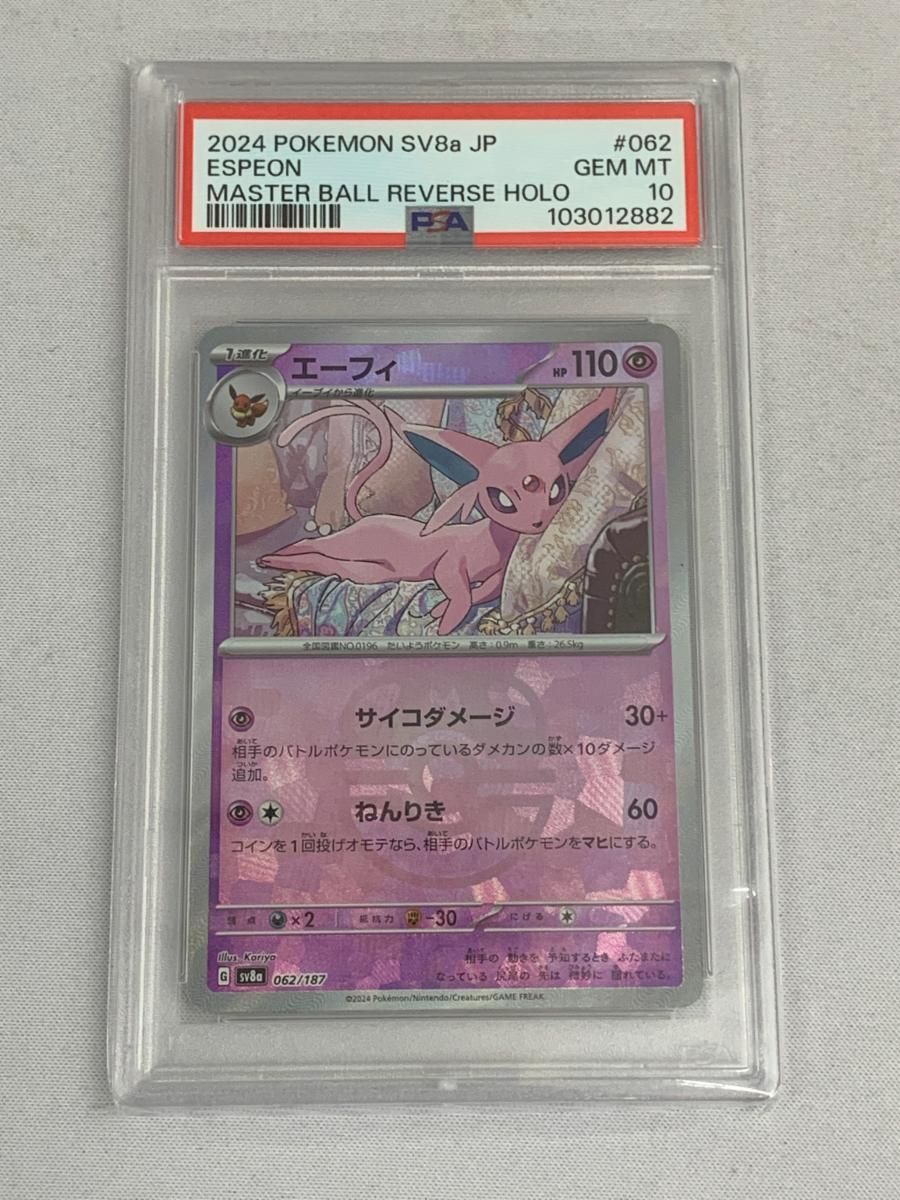 2024 POKEMON SV8a JP #062
ESPEON GEM MT
MASTER BALL REVERSE HOLO 10
PSA 103012882
1進化 エーフィ HP 110
イーブイから進化
全国図鑑NO.0196 たいようポケモン 高さ:0.9m 重さ:26.5kg
サイコダメージ 30+
相手のバトルポケモンにのっているダメカンの数×10ダメージ
追加。
ねんりき 60
コインを1回投げオモテなら、相手のバトルポケモンをマヒにする。
弱点 ×2 抵抗力 -30 にげる
Illus. Kariya
相手の 動きを 予知するとき ふたまたに
なっている 尻尾の 先は 微妙に 揺れている。
G SV8a 062/187
©2024 Pokémon/Nintendo/Creatures/GAME FREAK